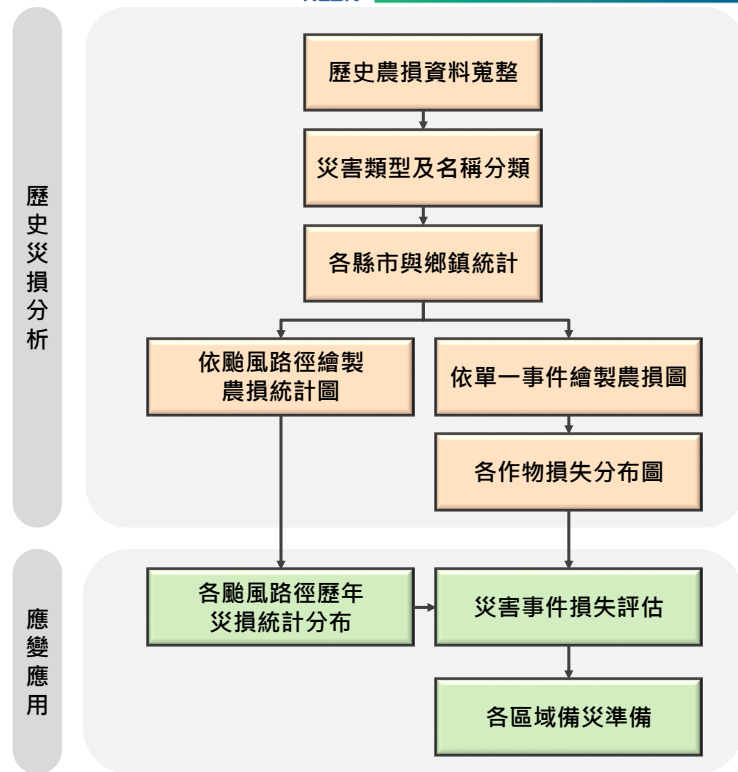 歷史災損分析
歷史農損資料蒐整
災害類型及名稱分類
各縣市與鄉鎮統計
依颱風路徑繪製
農損統計圖
依單一事件繪製農損圖
各作物損失分布圖
應變應用
各颱風路徑歷年
災損統計分布
災害事件損失評估
各區域備災準備